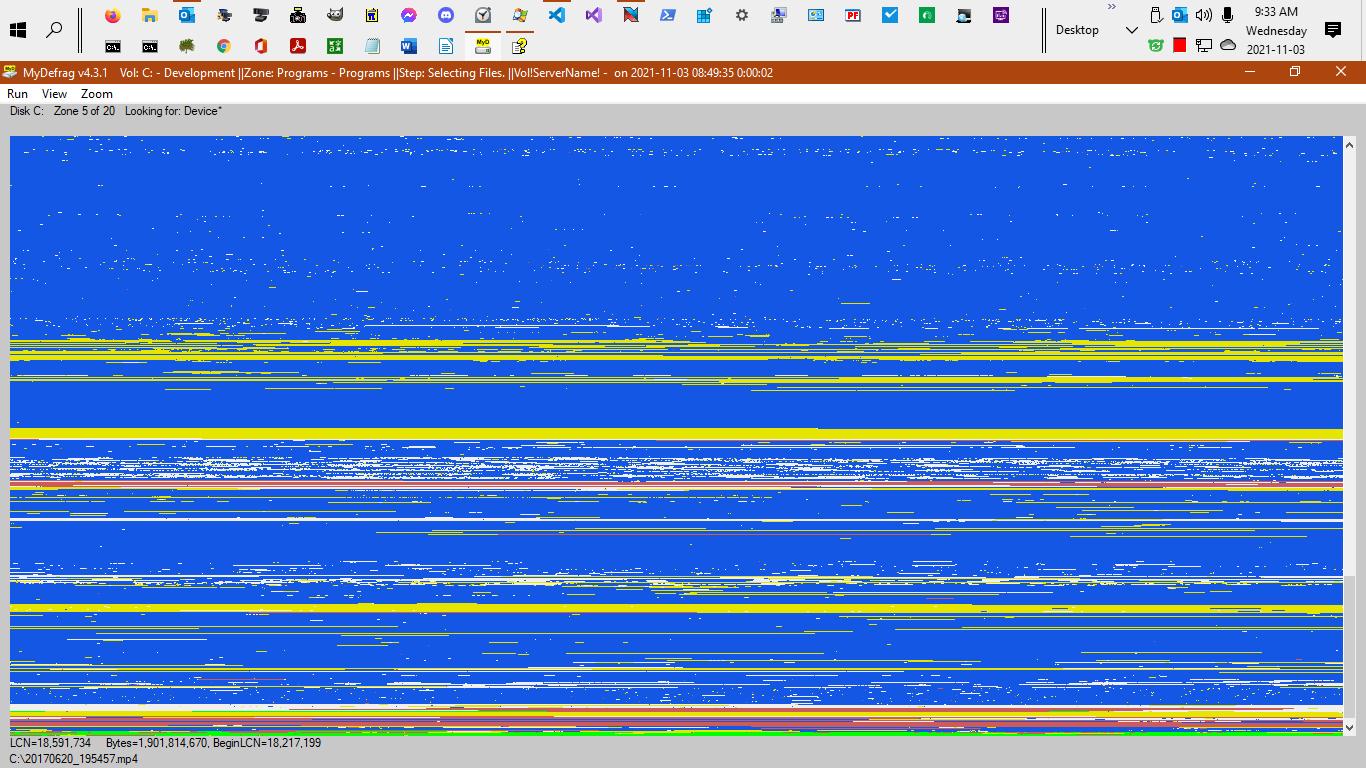 9:33 AM
Desktop
Wednesday
2021-11-03
MyDefrag v4.3.1 Vol: C: - Development ||Zone: Programs - Programs ||Step: Selecting Files. ||Vol!ServerName! - on 2021-11-03 08:49:35 0:00:02
Run View Zoom
Disk C: Zone 5 of 20 Looking for: Device*
LCN=18,591,734 Bytes=1,901,814,670, BeginLCN=18,217,199
C:\20170620_195457.mp4